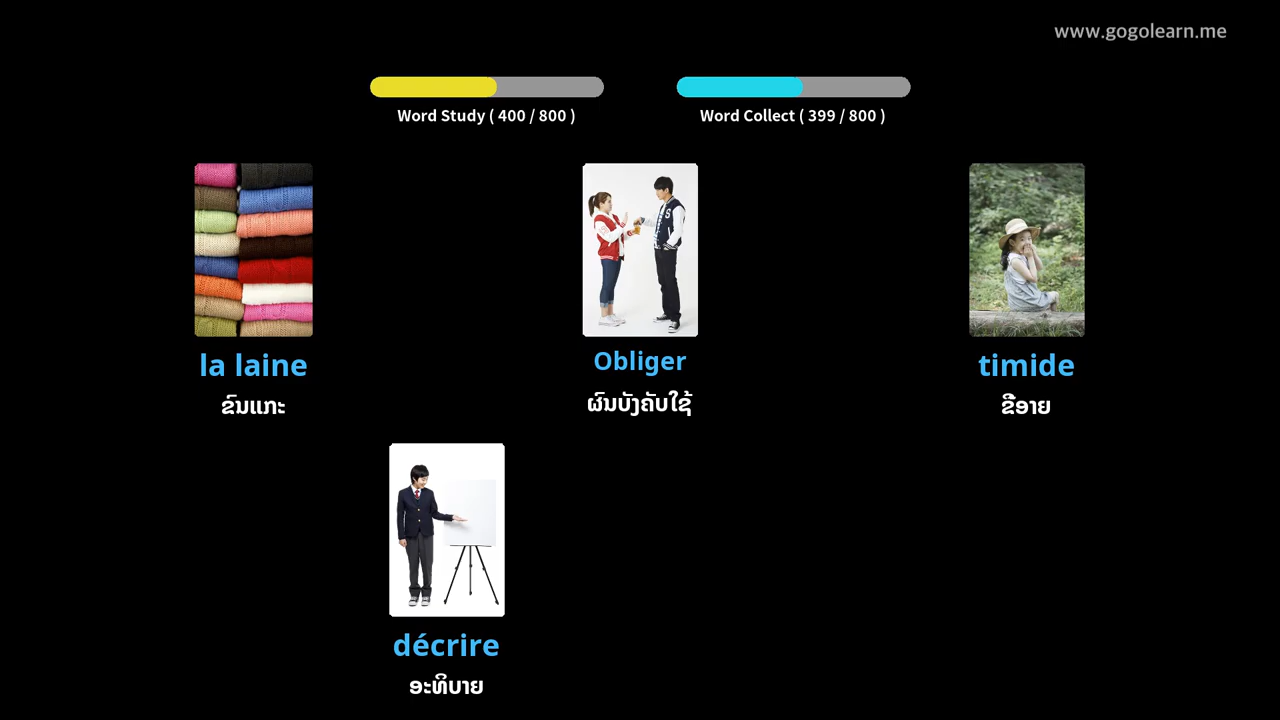 www.gogolearn.me
Word Study ( 400 / 800 )
Word Collect ( 399 / 800 )
la laine
ຂົນແກະ
Obliger
ຜົນບັງຄັບໃຊ້
timide
ຂີ້ອາຍ
décrire
ອະທິບາຍ